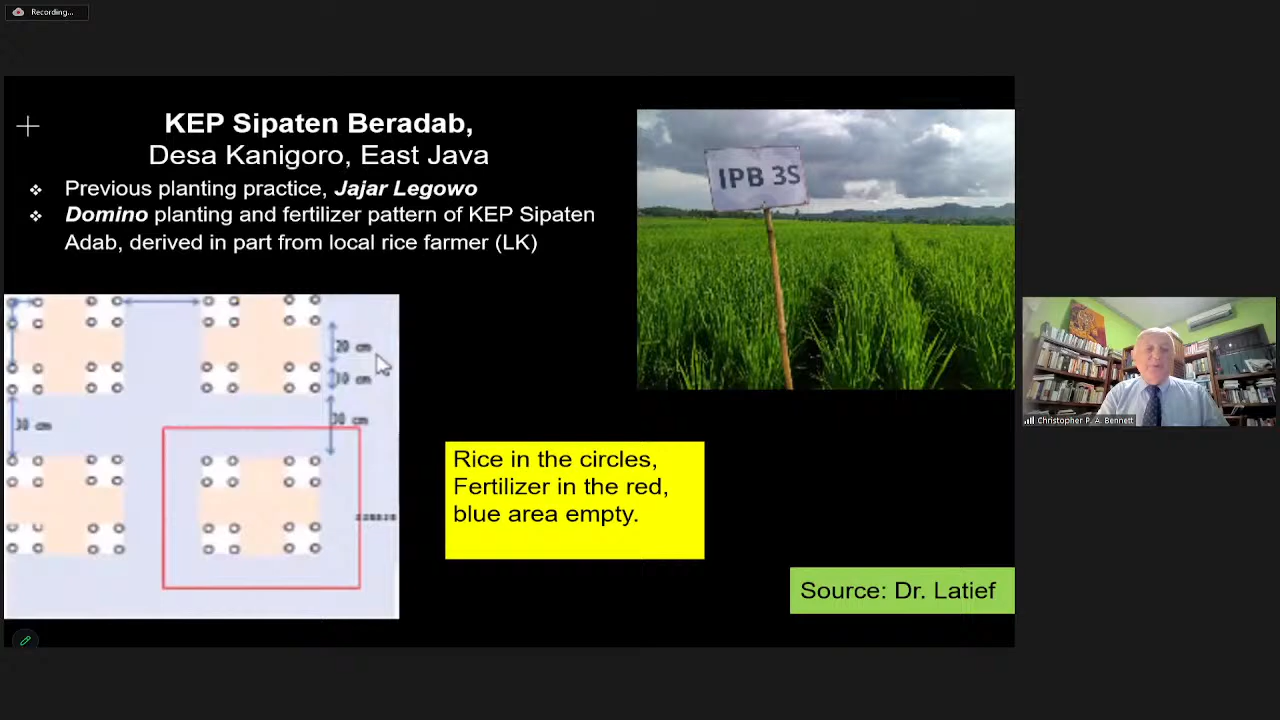 Recording...
KEP Sipaten Beradab,
Desa Kanigoro, East Java
❖ Previous planting practice, Jajar Legowo
❖ Domino planting and fertilizer pattern of KEP Sipaten
Adab, derived in part from local rice farmer (LK)
IPB 3S
20 cm
10 cm
30 cm
30 cm
Rice in the circles,
Fertilizer in the red,
blue area empty.
Source: Dr. Latief
Christopher P. A. Bennett